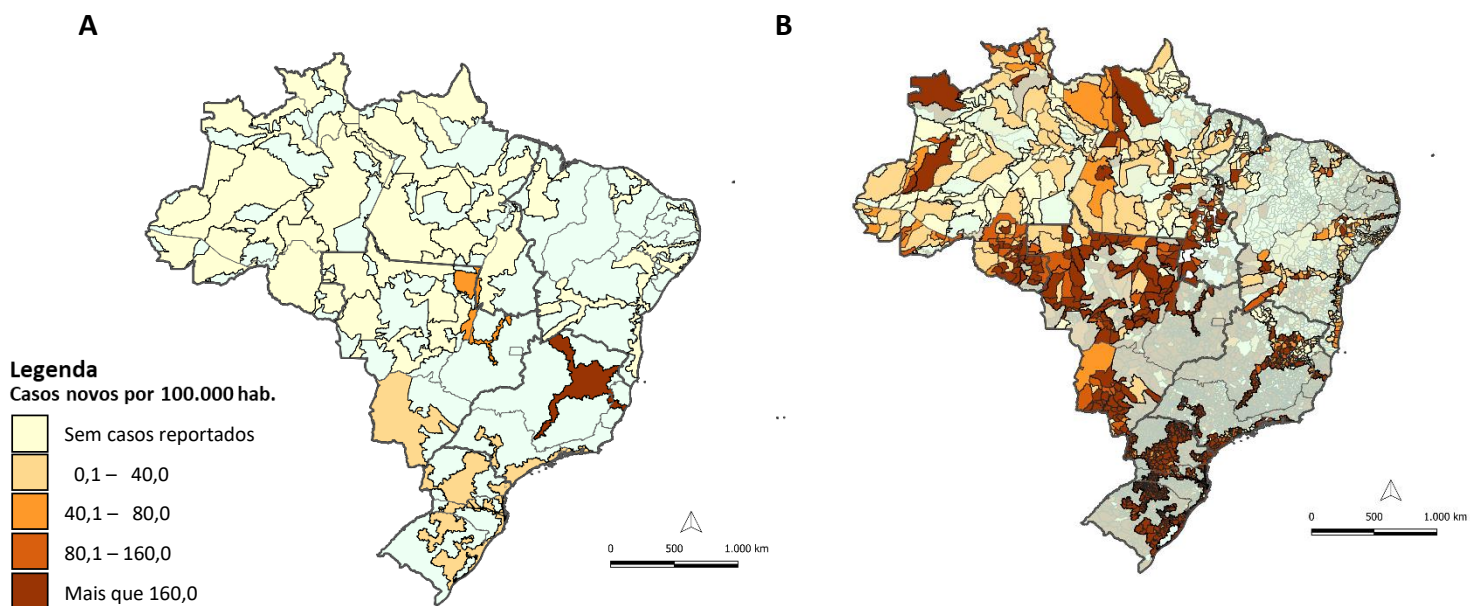 A
B
Legenda
Casos novos por 100.000 hab.
Sem casos reportados
0,1 – 40,0
40,1 – 80,0
80,1 – 160,0
Mais que 160,0
0 500 1.000 km
0 500 1.000 km